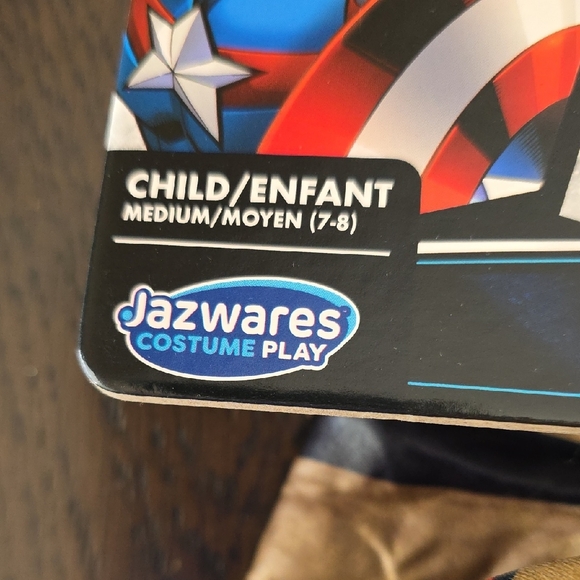 CHILD/ENFANT
MEDIUM/MOYEN (7-8)
Jazwares
COSTUME PLAY